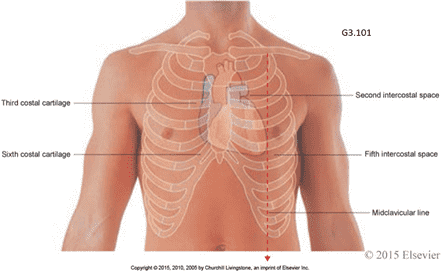 G3.101
Third costal cartilage
Second intercostal space
Sixth costal cartilage
Fifth intercostal space
Midclavicular line
© 2015 Elsevier
Copyright © 2015, 2010, 2005 by Churchill Livingstone, an imprint of Elsevier Inc.